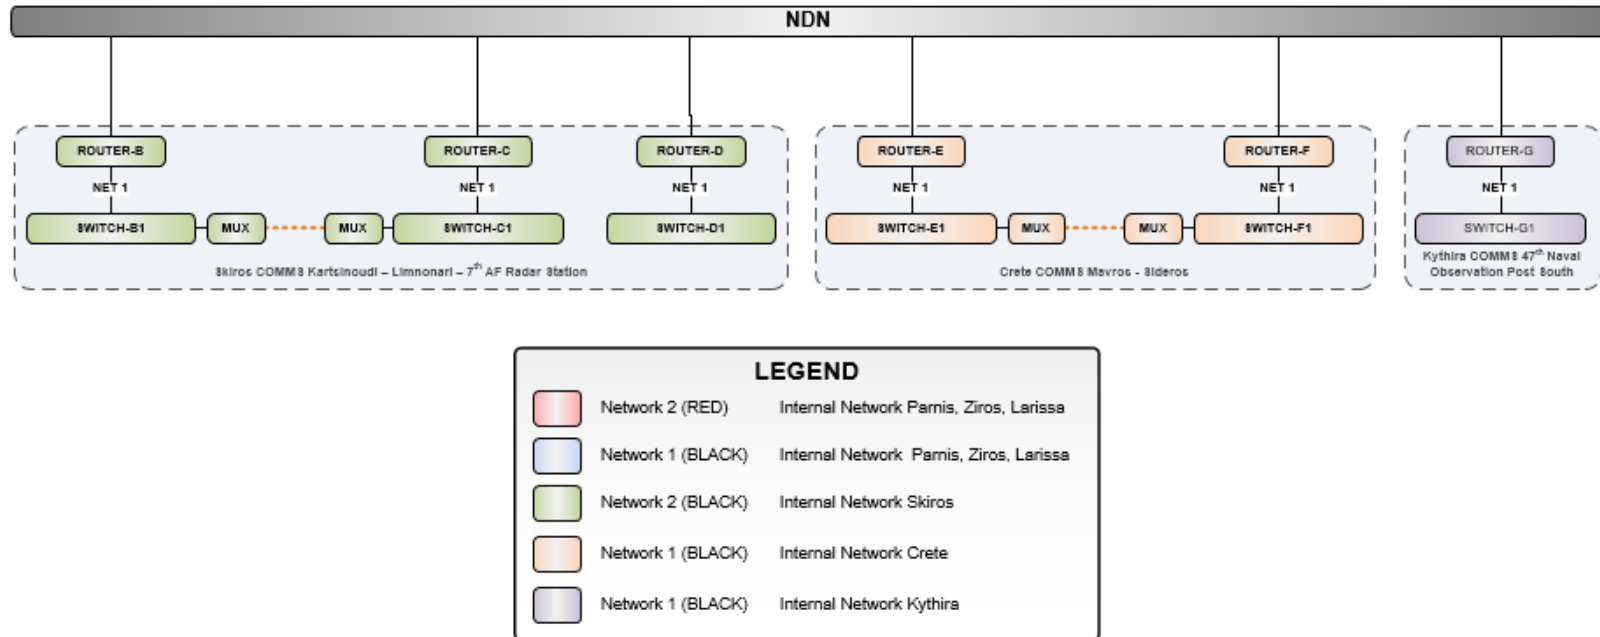 NDN
ROUTER-B
ROUTER-C
ROUTER-D
ROUTER-E
ROUTER-F
ROUTER-G
NET 1
NET 1
NET 1
NET 1
NET 1
NET 1
SWITCH-B1
MUX
MUX
SWITCH-C1
SWITCH-D1
SWITCH-E1
MUX
MUX
SWITCH-F1
SWITCH-G1
Skiros COMMS Kartsinoudi – Limnonari – 7th AF Radar Station
Crete COMMS Mavros - Sideros
Kythira COMMS 47th Naval
Observation Post South
LEGEND
Network 2 (RED) Internal Network Parnis, Ziros, Larissa
Network 1 (BLACK) Internal Network Parnis, Ziros, Larissa
Network 2 (BLACK) Internal Network Skiros
Network 1 (BLACK) Internal Network Crete
Network 1 (BLACK) Internal Network Kythira